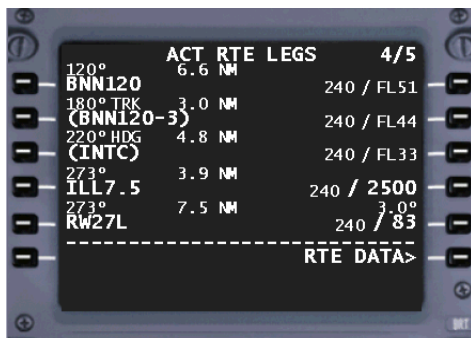 ACT RTE LEGS 4/5
120° 6.6 NM
BNN120 240 / FL51
180° TRK 3.0 NM
(BNN120-3) 240 / FL44
220° HDG 4.8 NM
(INTC) 240 / FL33
273° 3.9 NM
ILL7.5 240 / 2500
273° 7.5 NM 3.0°
RW27L 240 / 83
RTE DATA>
BRT